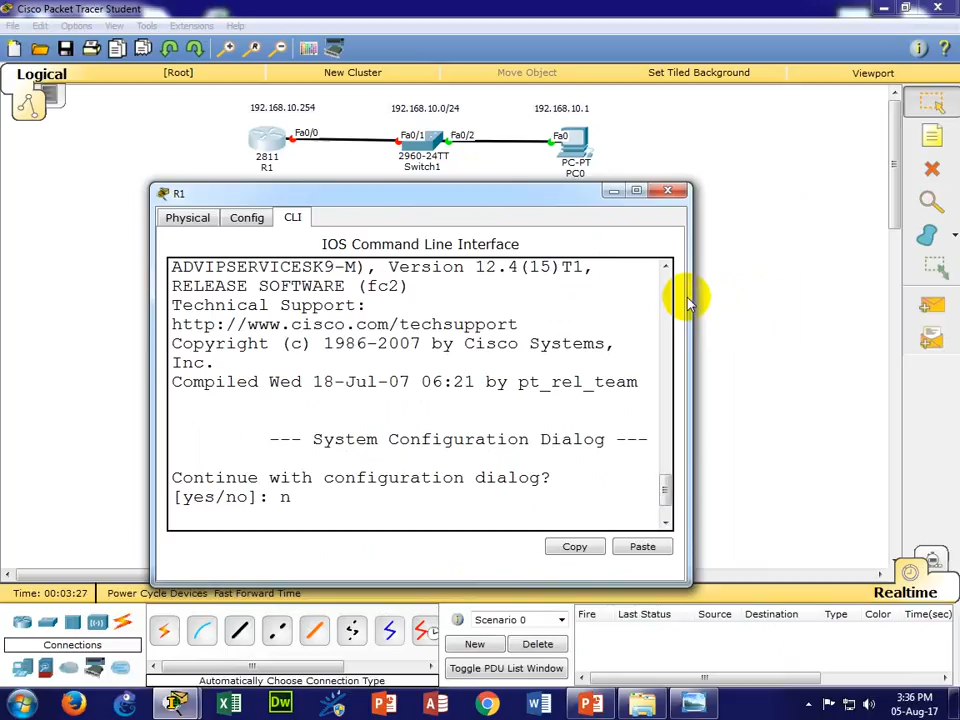 Cisco Packet Tracer Student
File Edit Options View Tools Extensions Help
Logical [Root] New Cluster Move Object Set Tiled Background Viewport
192.168.10.254 192.168.10.0/24 192.168.10.1
Fa0/0 Fa0/1 Fa0/2 Fa0
2811 2960-24TT PC-PT
R1 Switch1 PC0
R1
Physical Config CLI
IOS Command Line Interface
ADVIPSERVICESK9-M), Version 12.4(15)T1,
RELEASE SOFTWARE (fc2)
Technical Support:
http://www.cisco.com/techsupport
Copyright (c) 1986-2007 by Cisco Systems,
Inc.
Compiled Wed 18-Jul-07 06:21 by pt_rel_team
--- System Configuration Dialog ---
Continue with configuration dialog?
[yes/no]: n
Copy Paste
Time: 00:03:27 Power Cycle Devices Fast Forward Time Realtime
Scenario 0 Fire Last Status Source Destination Type Color Time(sec)
Connections New Delete
Toggle PDU List Window
Automatically Choose Connection Type
3:36 PM
05-Aug-17